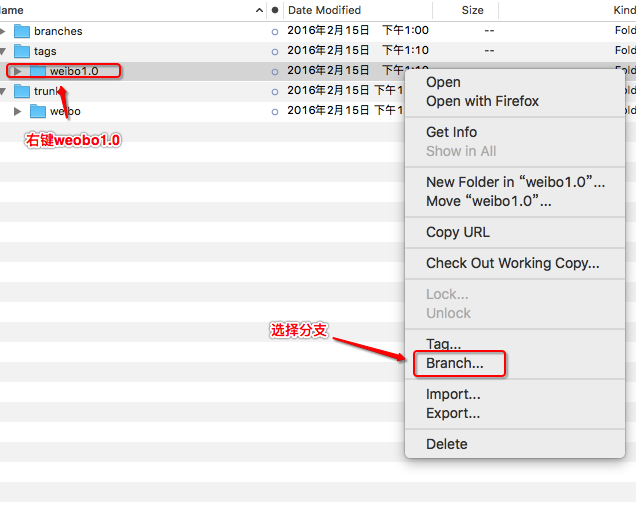 Name
Date Modified
Size
Kind
branches
2016年2月15日 下午1:00
--
Fold
tags
2016年2月15日 下午1:10
--
Fold
weibo1.0
2016年2月15日 下午1:10
trunk
2016年2月15日 下午1
weibo
2016年2月15日 下午1
右键weobo1.0
Open
Open with Firefox
Get Info
Show in All
New Folder in “weibo1.0”...
Move “weibo1.0”...
Copy URL
Check Out Working Copy...
Lock...
Unlock
选择分支
Tag...
Branch...
Import...
Export...
Delete